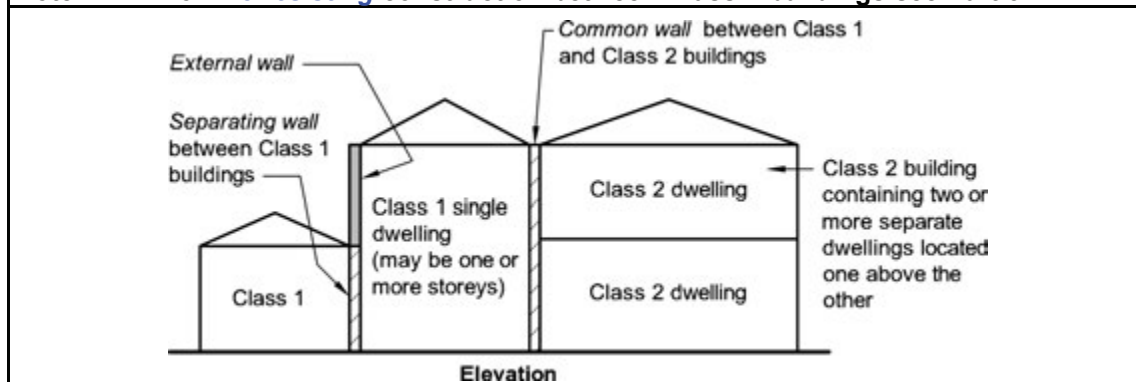 Common wall between Class 1
and Class 2 buildings
External wall
Separating wall
between Class 1
buildings
Class 1
Class 1 single
dwelling
(may be one or
more storeys)
Class 2 dwelling
Class 2 dwelling
Class 2 building
containing two or
more separate
dwellings located
one above the
other
Elevation